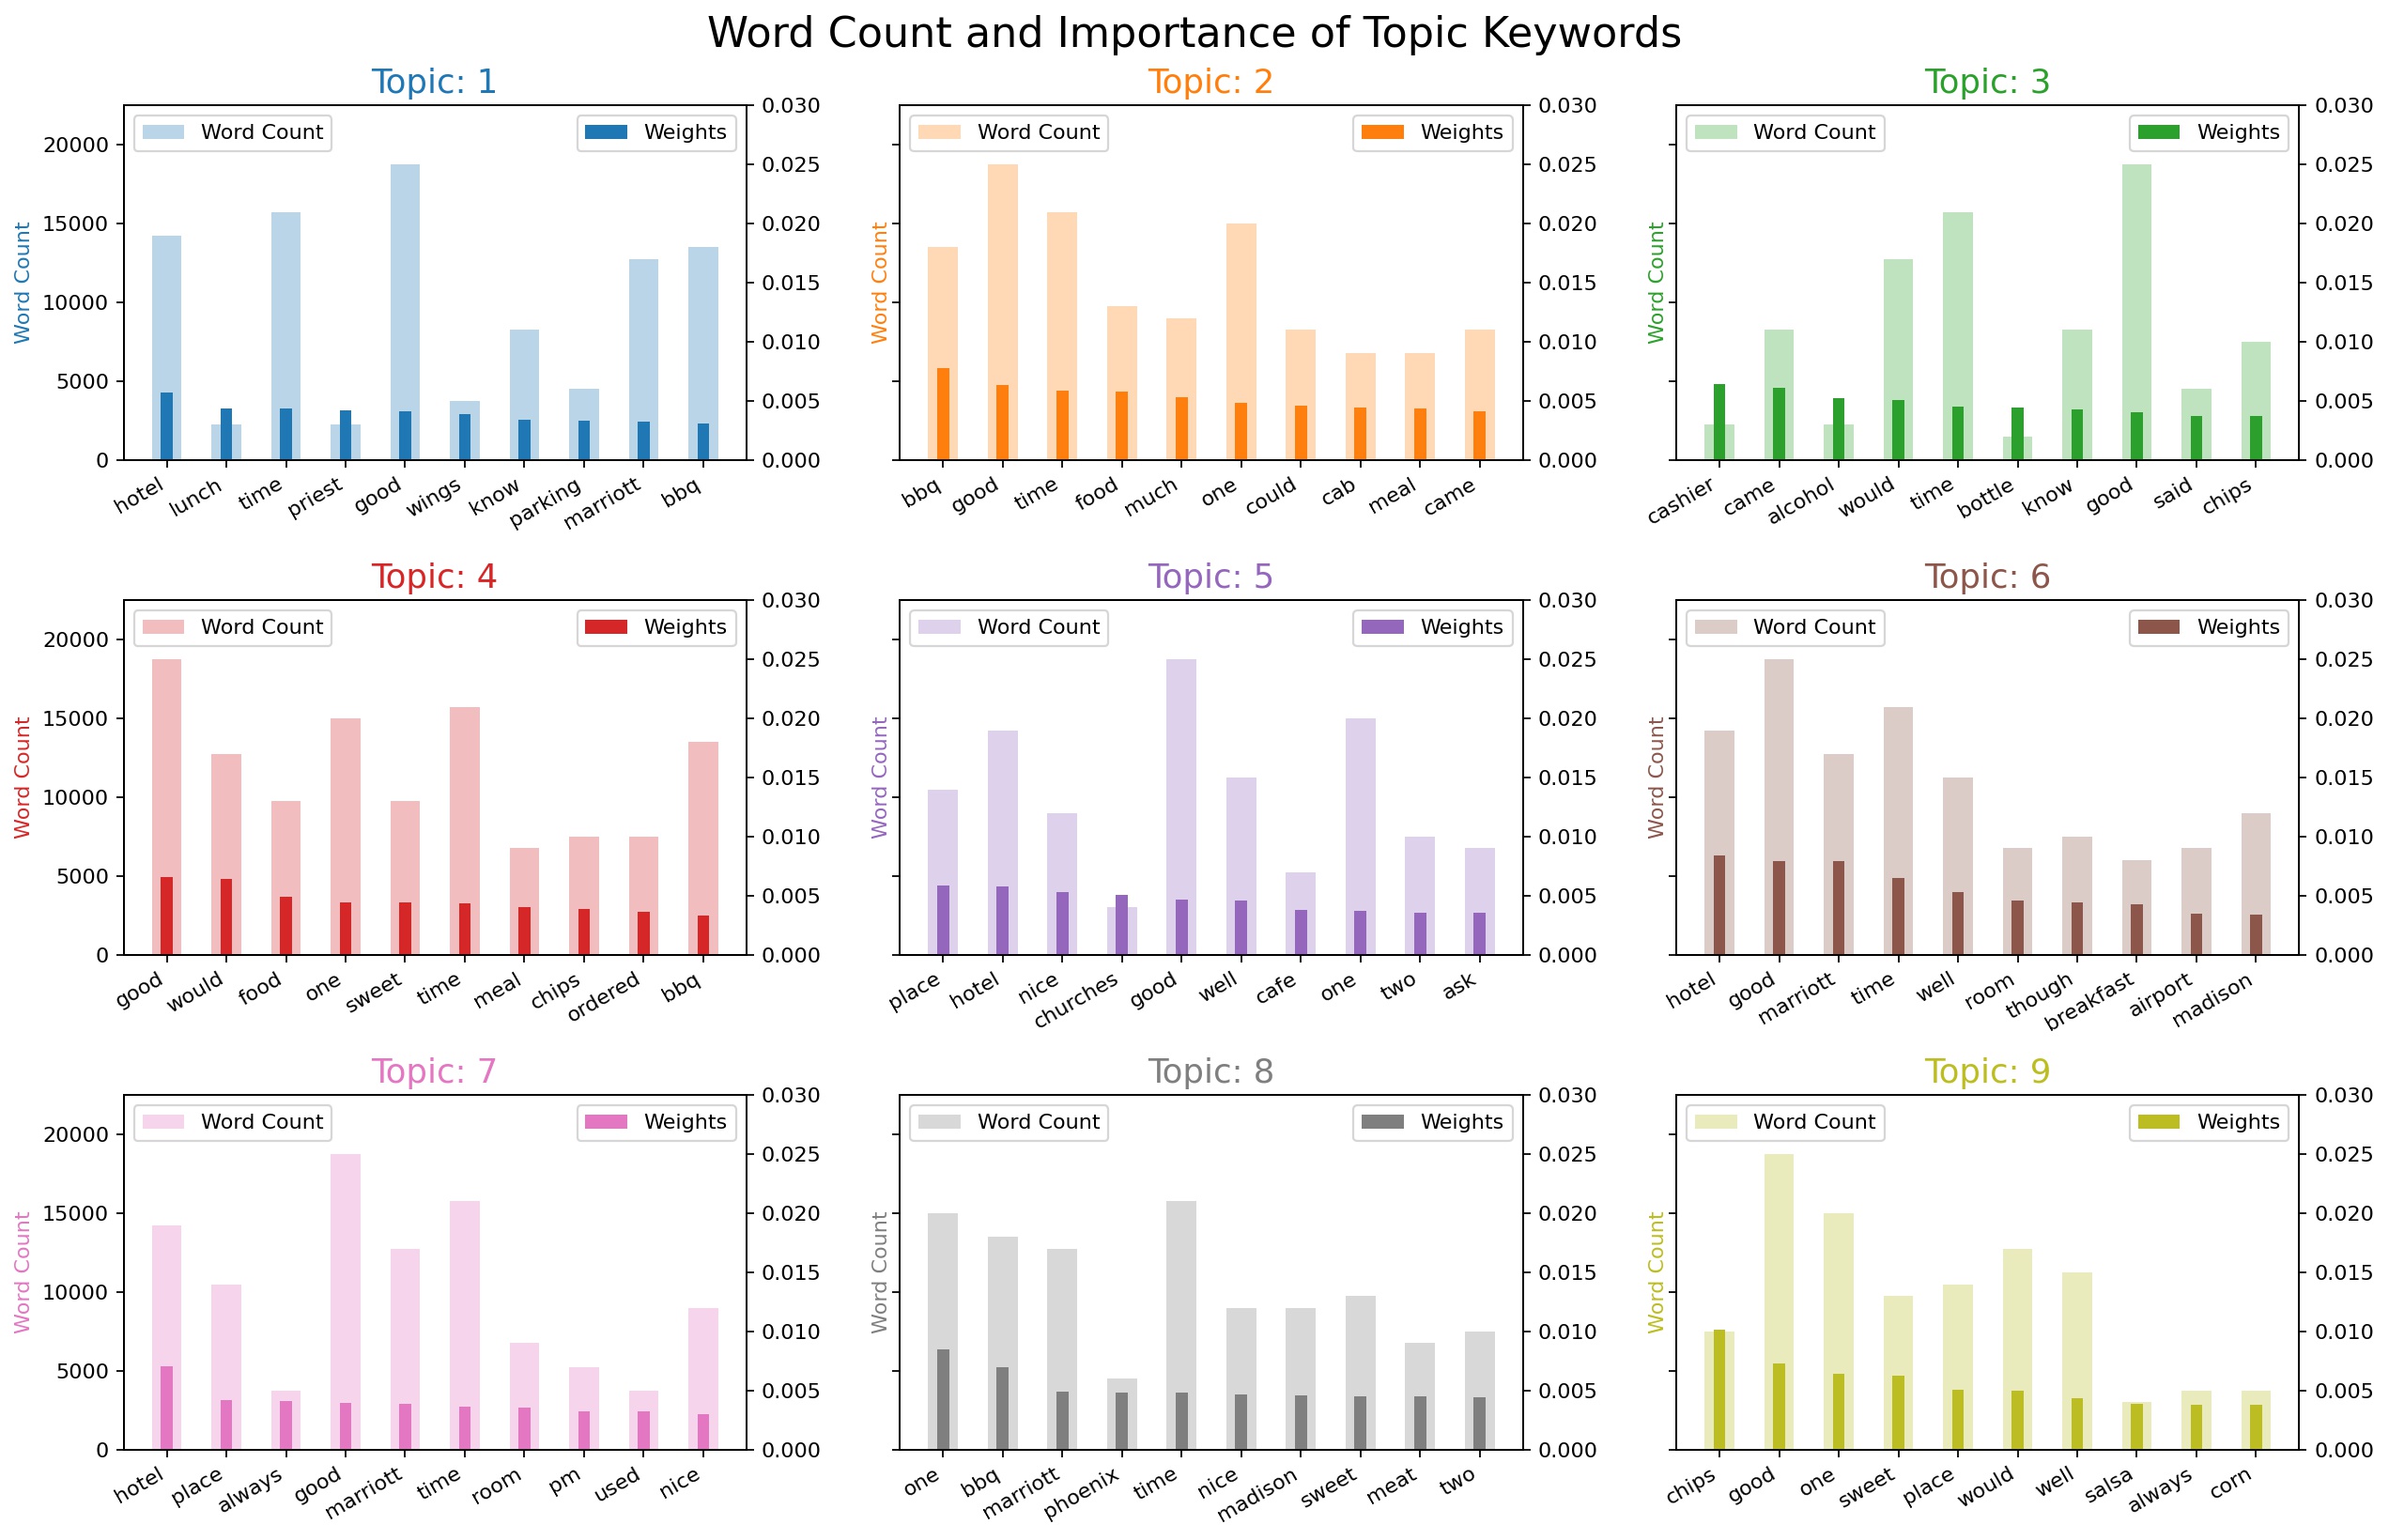 Word Count and Importance of Topic Keywords
Topic: 1
Word Count
Weights
Word Count
20000
15000
10000
5000
0
0.030
0.025
0.020
0.015
0.010
0.005
0.000
hotel lunch time priest good wings know parking marriott bbq
Topic: 2
Word Count
Weights
Word Count
0.030
0.025
0.020
0.015
0.010
0.005
0.000
bbq good time food much one could cab meal came
Topic: 3
Word Count
Weights
Word Count
0.030
0.025
0.020
0.015
0.010
0.005
0.000
cashier came alcohol would time bottle know good said chips
Topic: 4
Word Count
Weights
Word Count
20000
15000
10000
5000
0
0.030
0.025
0.020
0.015
0.010
0.005
0.000
good would food one sweet time meal chips ordered bbq
Topic: 5
Word Count
Weights
Word Count
0.030
0.025
0.020
0.015
0.010
0.005
0.000
place hotel nice churches good well cafe one two ask
Topic: 6
Word Count
Weights
Word Count
0.030
0.025
0.020
0.015
0.010
0.005
0.000
hotel good marriott time well room though breakfast airport madison
Topic: 7
Word Count
Weights
Word Count
20000
15000
10000
5000
0
0.030
0.025
0.020
0.015
0.010
0.005
0.000
hotel place always good marriott time room pm used nice
Topic: 8
Word Count
Weights
Word Count
0.030
0.025
0.020
0.015
0.010
0.005
0.000
one bbq marriott phoenix time nice madison sweet meat two
Topic: 9
Word Count
Weights
Word Count
0.030
0.025
0.020
0.015
0.010
0.005
0.000
chips good one sweet place would well salsa always corn